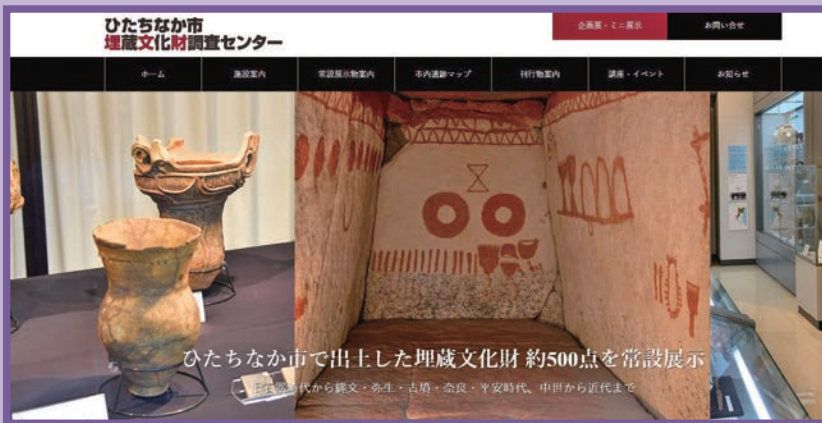 ひたちなか市
埋蔵文化財調査センター
企画展・ミニ展示
お問い合せ
ホーム
施設案内
常設展示物案内
市内遺跡マップ
刊行物案内
講座・イベント
お知らせ
ひたちなか市で出土した埋蔵文化財 約500点を常設展示
旧石器時代から縄文・弥生・古墳・奈良・平安時代、中世から近代まで